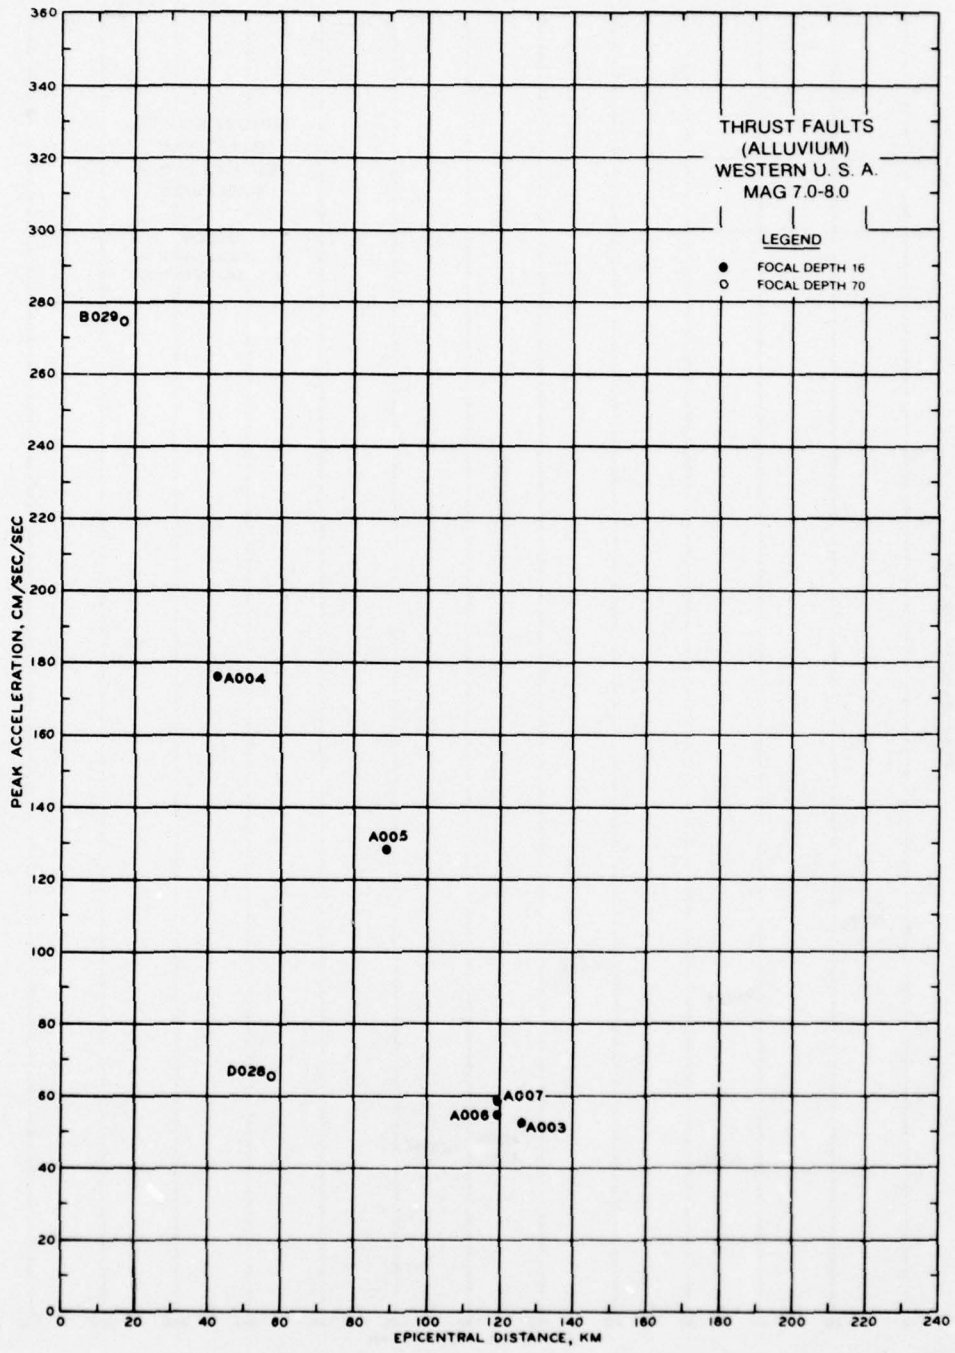 360
340
320
300
280
260
240
220
200
180
160
140
120
100
80
60
40
20
0
PEAK ACCELERATION, CM/SEC/SEC
THRUST FAULTS
(ALLUVIUM)
WESTERN U. S. A.
MAG 7.0-8.0
LEGEND
● FOCAL DEPTH 16
○ FOCAL DEPTH 70
B029
A004
A005
D028
A007
A006
A003
0 20 40 60 80 100 120 140 160 180 200 220 240
EPICENTRAL DISTANCE, KM